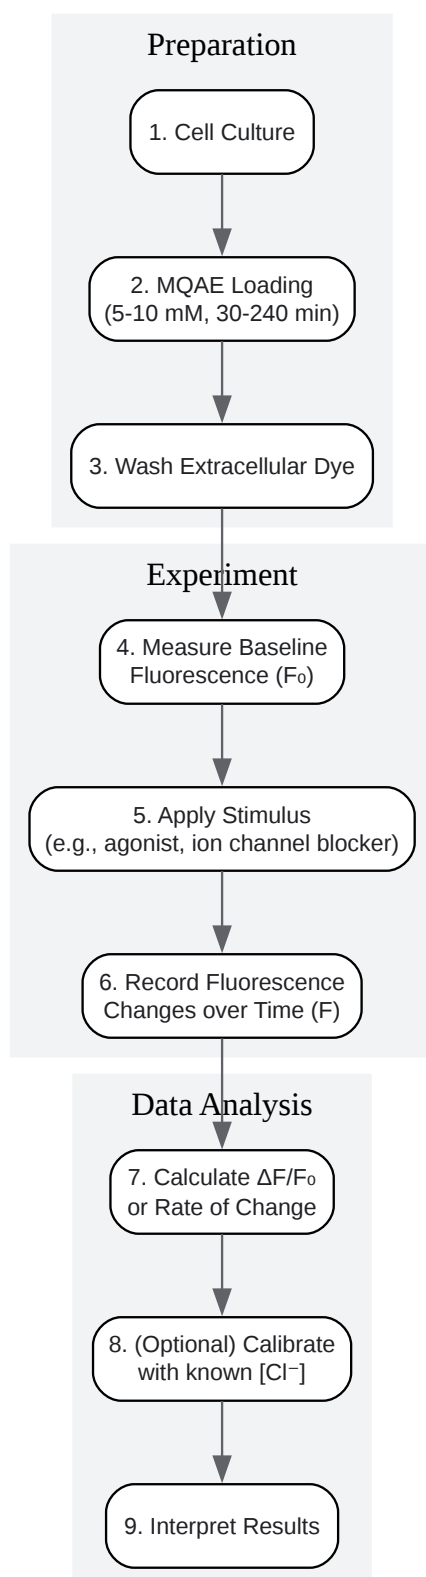 Preparation
1. Cell Culture
2. MQAE Loading
(5-10 mM, 30-240 min)
3. Wash Extracellular Dye
Experiment
4. Measure Baseline
Fluorescence (F₀)
5. Apply Stimulus
(e.g., agonist, ion channel blocker)
6. Record Fluorescence
Changes over Time (F)
Data Analysis
7. Calculate ΔF/F₀
or Rate of Change
8. (Optional) Calibrate
with known [Cl⁻]
9. Interpret Results